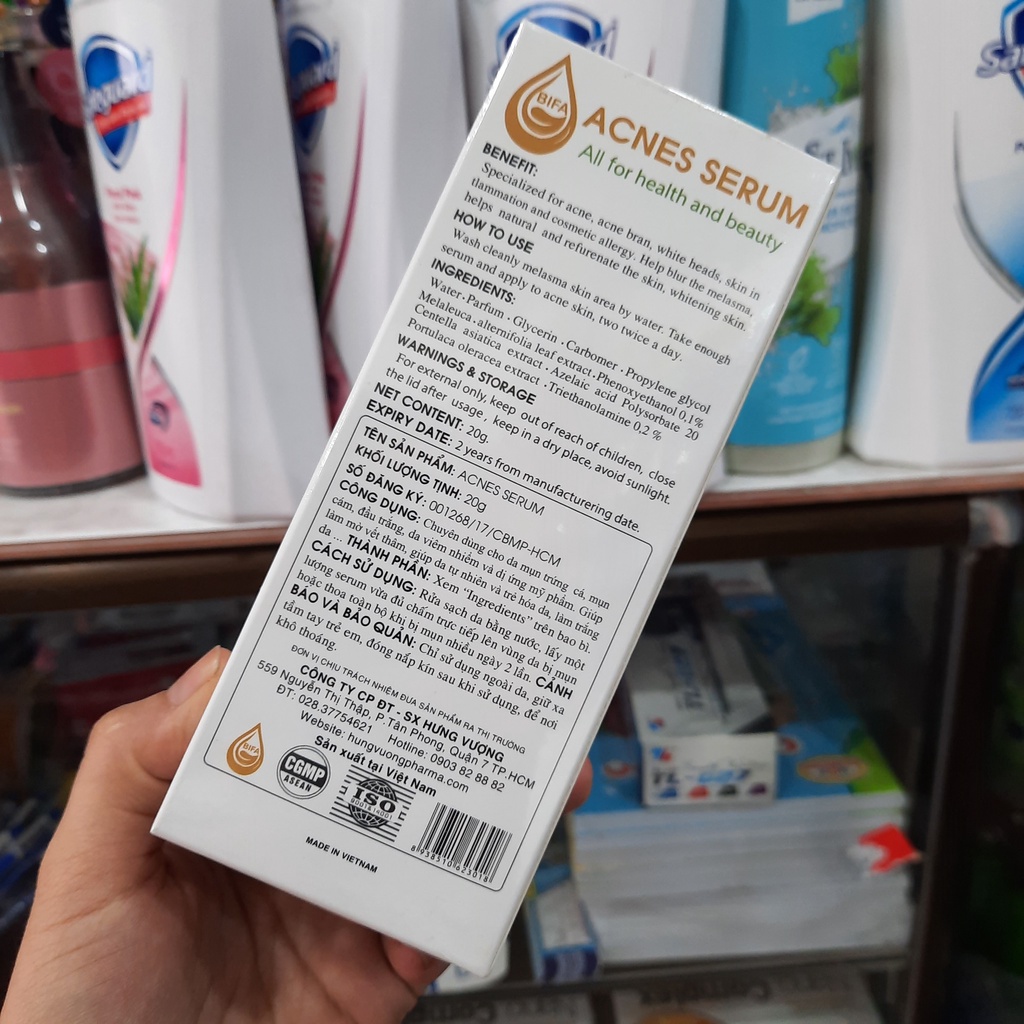 BIFA
ACNES SERUM
All for health and beauty
BENEFIT:
Specialized for acne, acne bran, white heads, skin in
flammation and cosmetic allergy. Help blur the melasma,
helps natural and refurenate the skin, whitening skin.
HOW TO USE
Wash cleanly melasma skin area by water. Take enough
serum and apply to acne skin, two twice a day.
INGREDIENTS:
Water · Parfum · Glycerin · Carbomer · Propylene glycol
Melaleuca.alternifolia leaf extract.Phenoxyethanol 0,1%
Centella asiatica extract · Azelaic acid Polysorbate 20
Portulaca oleracea extract · Triethanolamine 0,2 %
WARNINGS & STORAGE
For external only, keep out of reach of children, close
the lid after usage , keep in a dry place, avoid sunlight.
NET CONTENT: 20g.
EXPIRY DATE: 2 years from manufacturering date.
TÊN SẢN PHẨM: ACNES SERUM
KHỐI LƯỢNG TỊNH: 20g
SỐ ĐĂNG KÝ: 001268/17/CBMP-HCM
CÔNG DỤNG: Chuyên dùng cho da mụn trứng cá, mụn
cám, đầu trắng, da viêm nhiễm và dị ứng mỹ phẩm. Giúp
làm mờ vết thâm, giúp da tự nhiên và trẻ hóa da, làm trắng
da ... THÀNH PHẦN: Xem "Ingredients" trên bao bì.
CÁCH SỬ DỤNG: Rửa sạch da bằng nước, lấy một
lượng serum vừa đủ chấm trực tiếp lên vùng da bị mụn
hoặc thoa toàn bộ khi bị mụn nhiều ngày 2 lần. CẢNH
BÁO VÀ BẢO QUẢN: Chỉ sử dụng ngoài da, giữ xa
tầm tay trẻ em, đóng nắp kín sau khi sử dụng, để nơi
khô thoáng.
ĐƠN VỊ CHỊU TRÁCH NHIỆM ĐƯA SẢN PHẨM RA THỊ TRƯỜNG
CÔNG TY CP ĐT - SX HƯNG VƯỢNG
559 Nguyễn Thị Thập, P. Tân Phong, Quận 7 TP.HCM
ĐT: 028.37754621 Hotline: 0903 82 88 82
Website: hungvuongpharma.com
Sản xuất tại Việt Nam
BIFA
CGMP
ASEAN
ISO
8938510623018
MADE IN VIETNAM